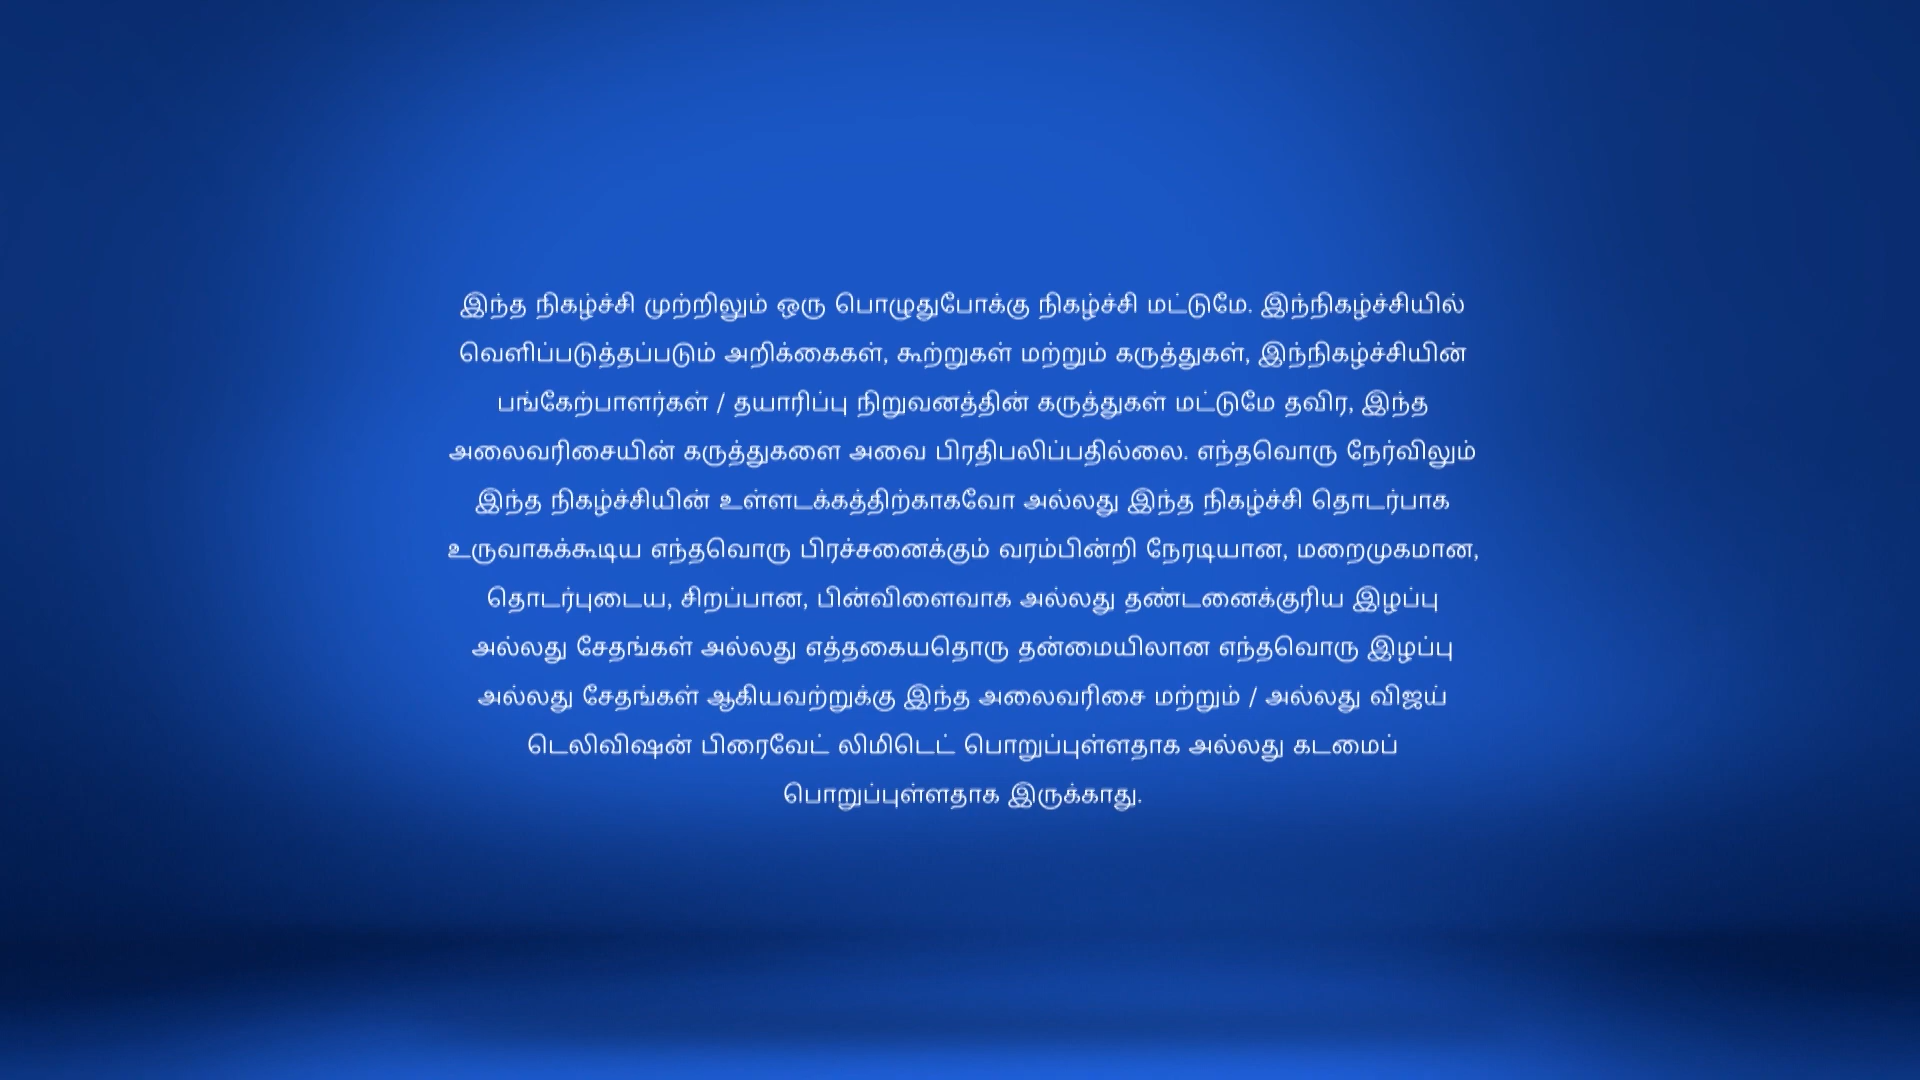 இந்த நிகழ்ச்சி முற்றிலும் ஒரு பொழுதுபோக்கு நிகழ்ச்சி மட்டுமே. இந்நிகழ்ச்சியில்
வெளிப்படுத்தப்படும் அறிக்கைகள், கூற்றுகள் மற்றும் கருத்துகள், இந்நிகழ்ச்சியின்
பங்கேற்பாளர்கள் / தயாரிப்பு நிறுவனத்தின் கருத்துகள் மட்டுமே தவிர, இந்த
அலைவரிசையின் கருத்துகளை அவை பிரதிபலிப்பதில்லை. எந்தவொரு நேர்விலும்
இந்த நிகழ்ச்சியின் உள்ளடக்கத்திற்காகவோ அல்லது இந்த நிகழ்ச்சி தொடர்பாக
உருவாகக்கூடிய எந்தவொரு பிரச்சனைக்கும் வரம்பின்றி நேரடியான, மறைமுகமான,
தொடர்புடைய, சிறப்பான, பின்விளைவாக அல்லது தண்டனைக்குரிய இழப்பு
அல்லது சேதங்கள் அல்லது எத்தகையதொரு தன்மையிலான எந்தவொரு இழப்பு
அல்லது சேதங்கள் ஆகியவற்றுக்கு இந்த அலைவரிசை மற்றும் / அல்லது விஜய்
டெலிவிஷன் பிரைவேட் லிமிடெட் பொறுப்புள்ளதாக அல்லது கடமைப்
பொறுப்புள்ளதாக இருக்காது.